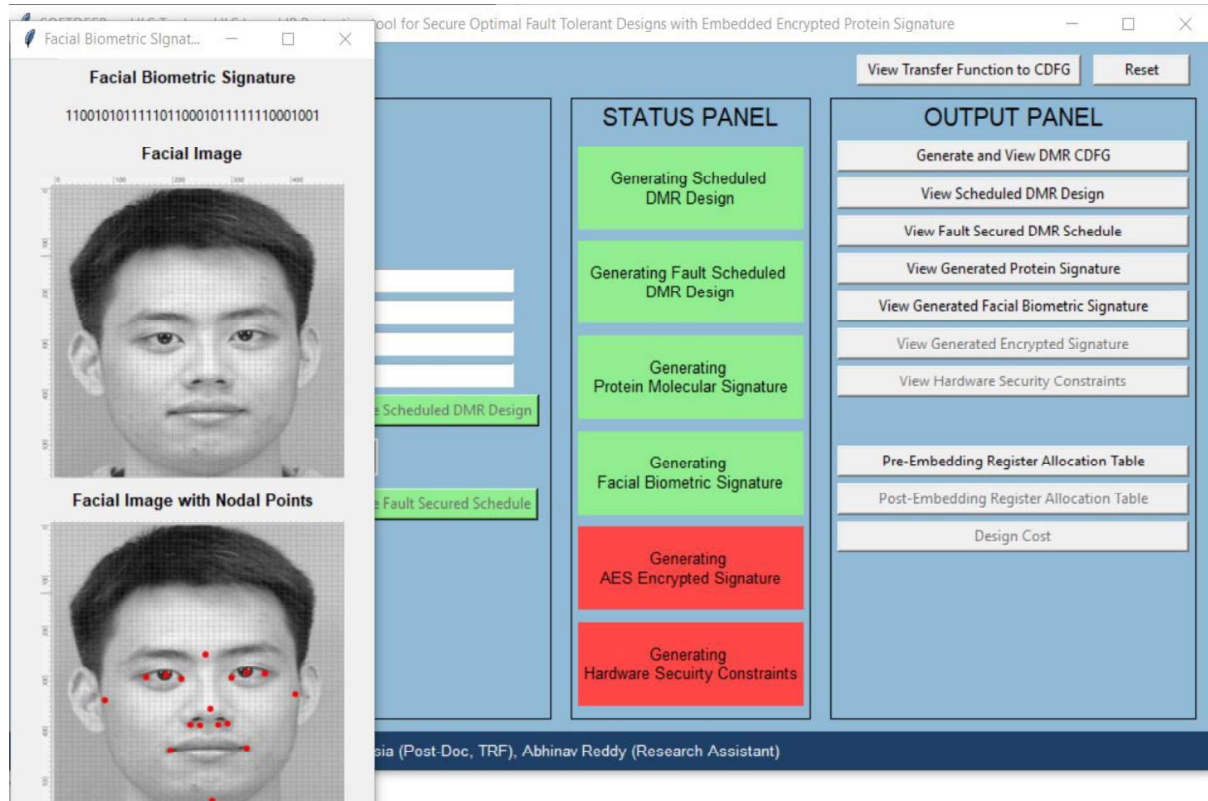 Facial Biometric SIgnat...
ool for Secure Optimal Fault Tolerant Designs with Embedded Encrypted Protein Signature
Facial Biometric Signature
110010101111101100010111111110001001
Facial Image
Facial Image with Nodal Points
View Transfer Function to CDFG
Reset
e Scheduled DMR Design
e Fault Secured Schedule
STATUS PANEL
Generating Scheduled
DMR Design
Generating Fault Scheduled
DMR Design
Generating
Protein Molecular Signature
Generating
Facial Biometric Signature
Generating
AES Encrypted Signature
Generating
Hardware Secuirty Constraints
OUTPUT PANEL
Generate and View DMR CDFG
View Scheduled DMR Design
View Fault Secured DMR Schedule
View Generated Protein Signature
View Generated Facial Biometric Signature
View Generated Encrypted Signature
View Hardware Security Constraints
Pre-Embedding Register Allocation Table
Post-Embedding Register Allocation Table
Design Cost
sia (Post-Doc, TRF), Abhinav Reddy (Research Assistant)